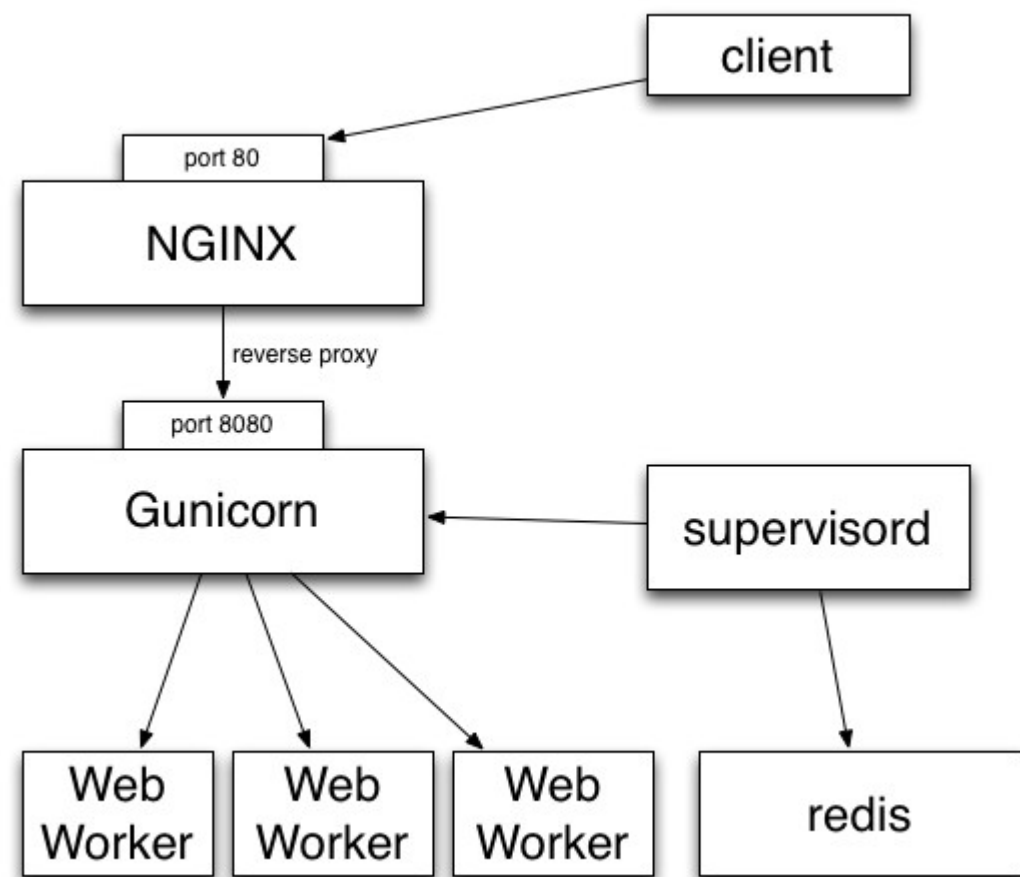 client
port 80
NGINX
reverse proxy
port 8080
Gunicorn
supervisord
Web
Worker
Web
Worker
Web
Worker
redis